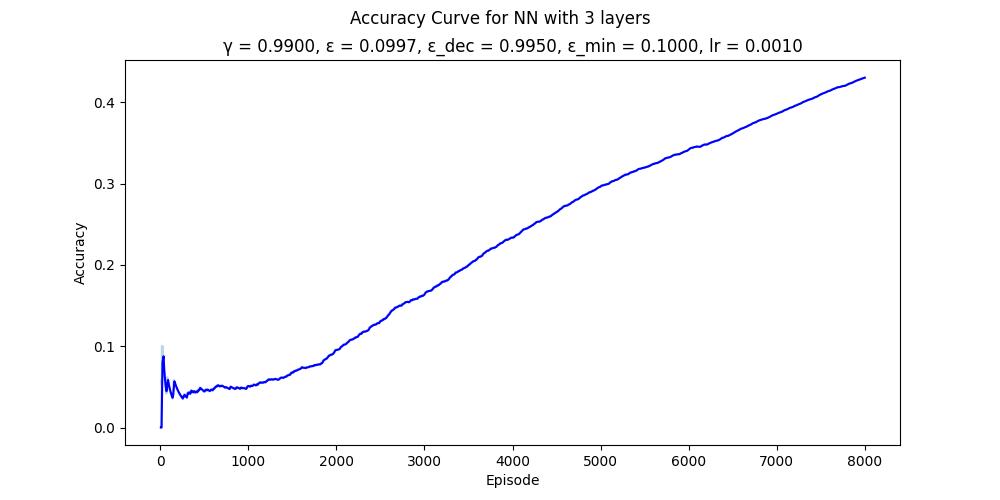 Accuracy Curve for NN with 3 layers
γ = 0.9900, ε = 0.0997, ε_dec = 0.9950, ε_min = 0.1000, lr = 0.0010
Accuracy
0.4
0.3
0.2
0.1
0.0
0 1000 2000 3000 4000 5000 6000 7000 8000
Episode